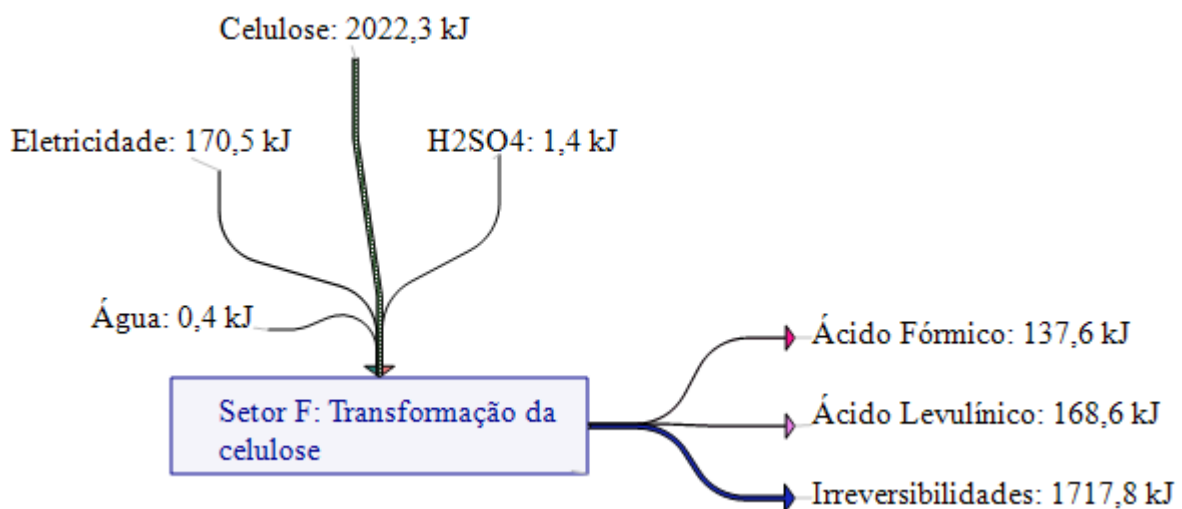 Celulose: 2022,3 kJ
Eletricidade: 170,5 kJ
H2SO4: 1,4 kJ
Água: 0,4 kJ
Setor F: Transformação da
celulose
Ácido Fórmico: 137,6 kJ
Ácido Levulínico: 168,6 kJ
Irreversibilidades: 1717,8 kJ